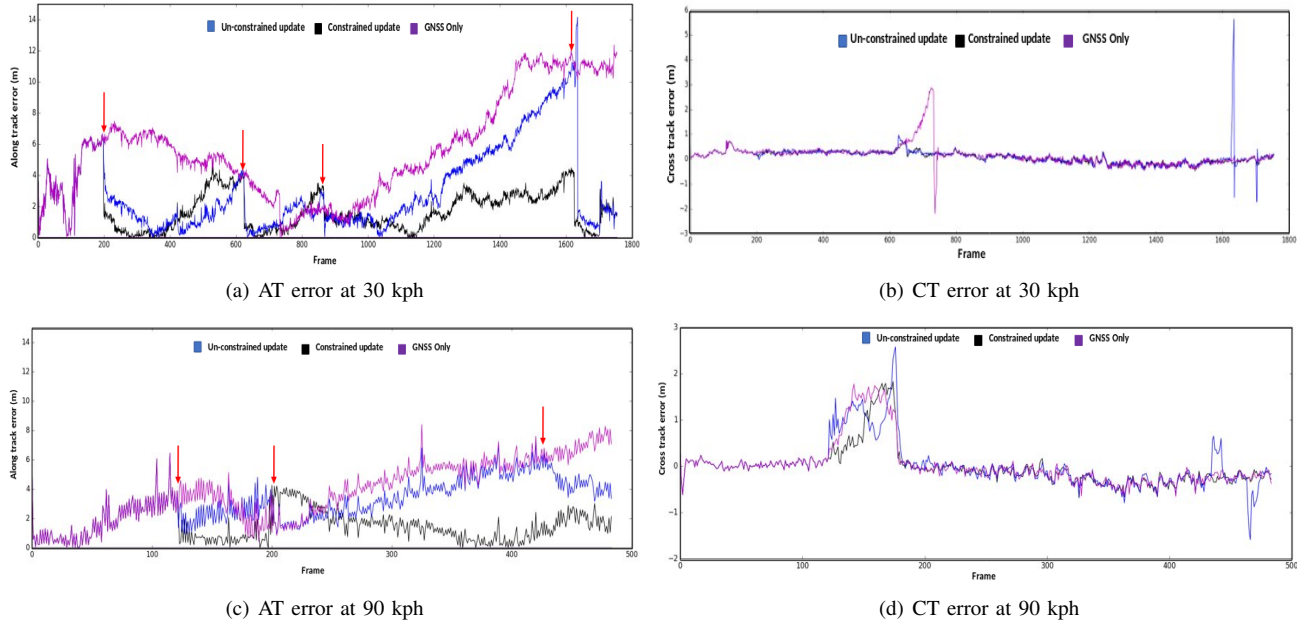 Un-constrained update Constrained update GNSS Only
Along track error (m)
14
12
10
8
6
4
2
0
0 200 400 600 800 1000 1200 1400 1600 1800
Frame
(a) AT error at 30 kph
Un-constrained update Constrained update GNSS Only
Cross track error (m)
6
5
4
3
2
1
0
−1
−2
−3
0 200 400 600 800 1000 1200 1400 1600 1800
Frame
(b) CT error at 30 kph
Un-constrained update Constrained update GNSS Only
Along track error (m)
14
12
10
8
6
4
2
0
0 100 200 300 400 500
Frame
(c) AT error at 90 kph
Un-constrained update Constrained update GNSS Only
Cross track error (m)
3
2
1
0
−1
−2
0 100 200 300 400 500
Frame
(d) CT error at 90 kph